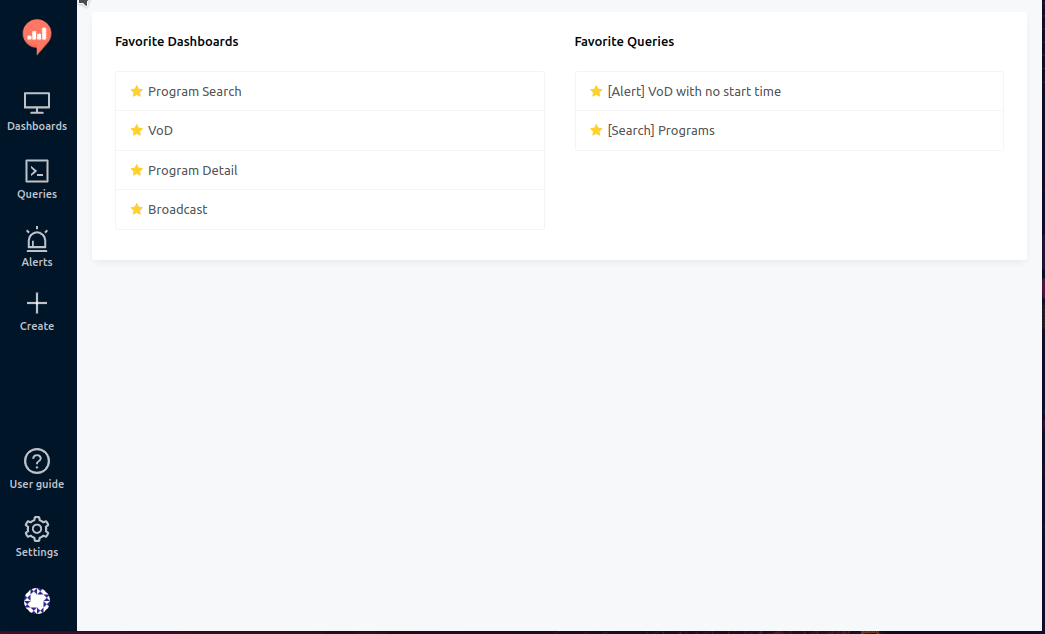 Dashboards
Queries
Alerts
Create
User guide
Settings
Favorite Dashboards
Program Search
VoD
Program Detail
Broadcast
Favorite Queries
[Alert] VoD with no start time
[Search] Programs